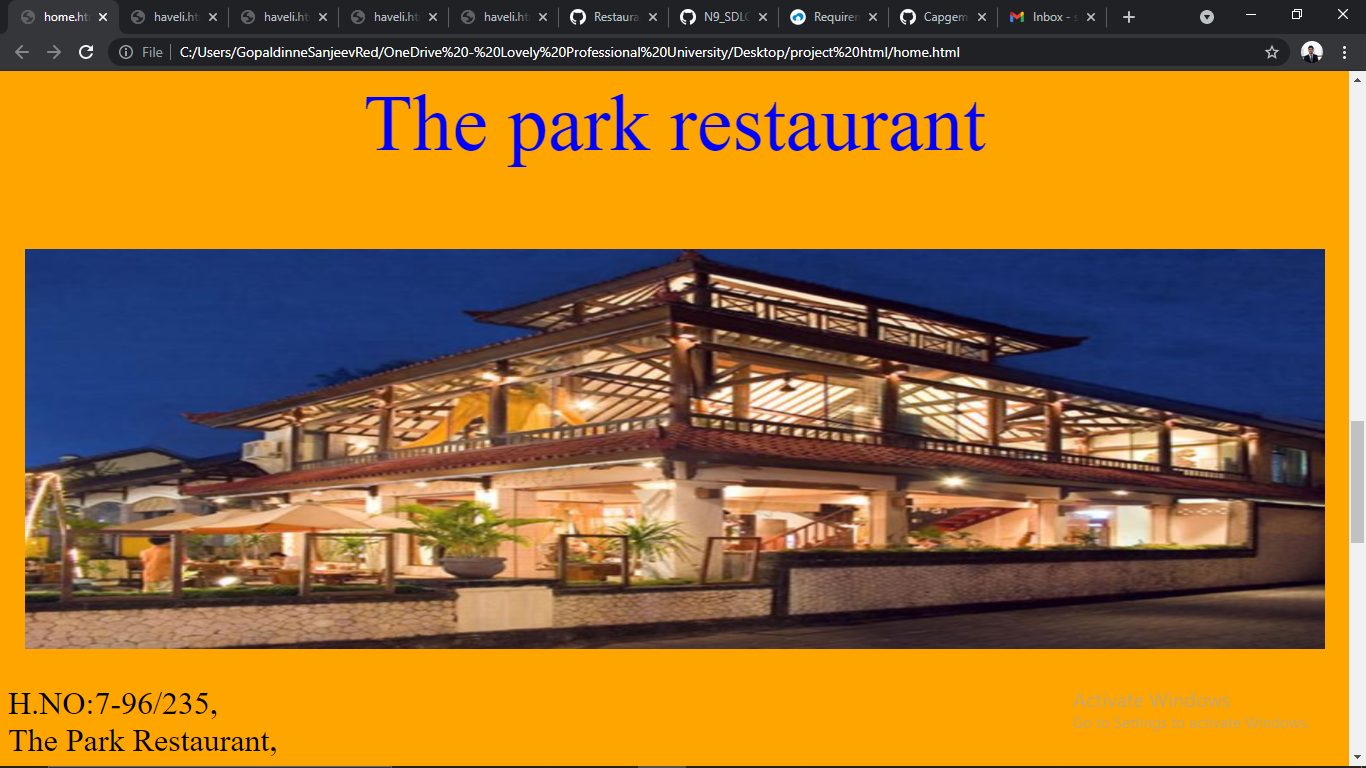 home.ht
haveli.ht
haveli.ht
haveli.ht
haveli.ht
Restaura
N9_SDLC
Requirem
Capgem
Inbox - s
File
C:/Users/GopaldinneSanjeevRed/OneDrive%20-%20Lovely%20Professional%20University/Desktop/project%20html/home.html
The park restaurant
H.NO:7-96/235,
The Park Restaurant,
Activate Windows
Go to Settings to activate Windows.